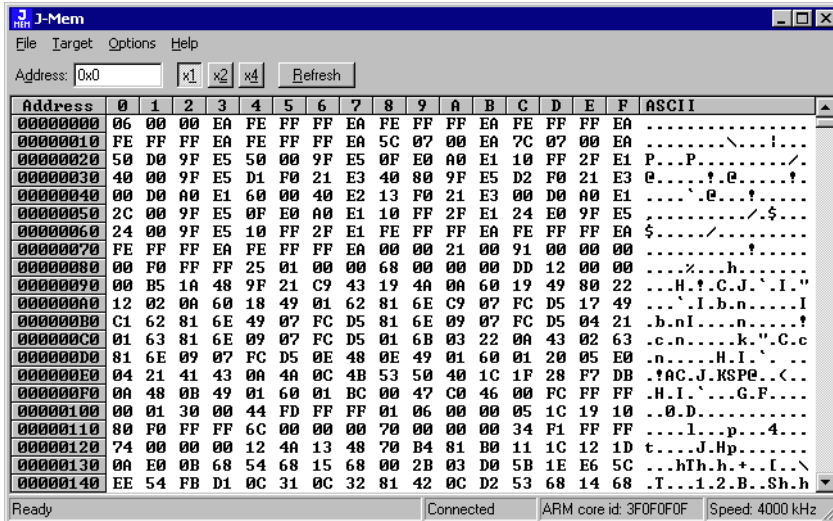 J-Mem
File Target Options Help
Address: 0x0 x1 x2 x4 Refresh
Address 0 1 2 3 4 5 6 7 8 9 A B C D E F ASCII
00000000 06 00 00 EA FE FF FF EA FE FF FF EA FE FF FF EA ................
00000010 FE FF FF EA FE FF FF EA 5C 07 00 EA 7C 07 00 EA ........\...|...
00000020 50 D0 9F E5 50 00 9F E5 0F E0 A0 E1 10 FF 2F E1 P...P........./.
00000030 40 00 9F E5 D1 F0 21 E3 40 80 9F E5 D2 F0 21 E3 @.....!.@.....!.
00000040 00 D0 A0 E1 60 00 40 E2 13 F0 21 E3 00 D0 A0 E1 ....`.@...!.....
00000050 2C 00 9F E5 0F E0 A0 E1 10 FF 2F E1 24 E0 9F E5 ,........./.$...
00000060 24 00 9F E5 10 FF 2F E1 FE FF FF EA FE FF FF EA $...../.........
00000070 FE FF FF EA FE FF FF EA 00 00 21 00 91 00 00 00 ..........!.....
00000080 00 F0 FF FF 25 01 00 00 68 00 00 00 DD 12 00 00 ....%...h.......
00000090 00 B5 1A 48 9F 21 C9 43 19 4A 0A 60 19 49 80 22 ...H.!.C.J.`.I."
000000A0 12 02 0A 60 18 49 01 62 81 6E C9 07 FC D5 17 49 ...`.I.b.n.....I
000000B0 C1 62 81 6E 49 07 FC D5 81 6E 09 07 FC D5 04 21 .b.nI....n.....!
000000C0 01 63 81 6E 09 07 FC D5 01 6B 03 22 0A 43 02 63 .c.n.....k.".C.c
000000D0 81 6E 09 07 FC D5 0E 48 0E 49 01 60 01 20 05 E0 .n.....H.I.`. ..
000000E0 04 21 41 43 0A 4A 0C 4B 53 50 40 1C 1F 28 F7 DB .!AC.J.KSP@..(..
000000F0 0A 48 0B 49 01 60 01 BC 00 47 C0 46 00 FC FF FF .H.I.`...G.F....
00000100 00 01 30 00 44 FD FF FF 01 06 00 00 05 1C 19 10 ..0.D...........
00000110 80 F0 FF FF 6C 00 00 00 70 00 00 00 34 F1 FF FF ....l...p...4...
00000120 74 00 00 00 12 4A 13 48 70 B4 81 B0 11 1C 12 1D t....J.Hp.......
00000130 0A E0 0B 68 54 68 15 68 00 2B 03 D0 5B 1E E6 5C ...hTh.h.+..[..\
00000140 EE 54 FB D1 0C 31 0C 32 81 42 0C D2 53 68 14 68 .T...1.2.B..Sh.h
Ready Connected ARM core id: 3F0F0F0F Speed: 4000 kHz